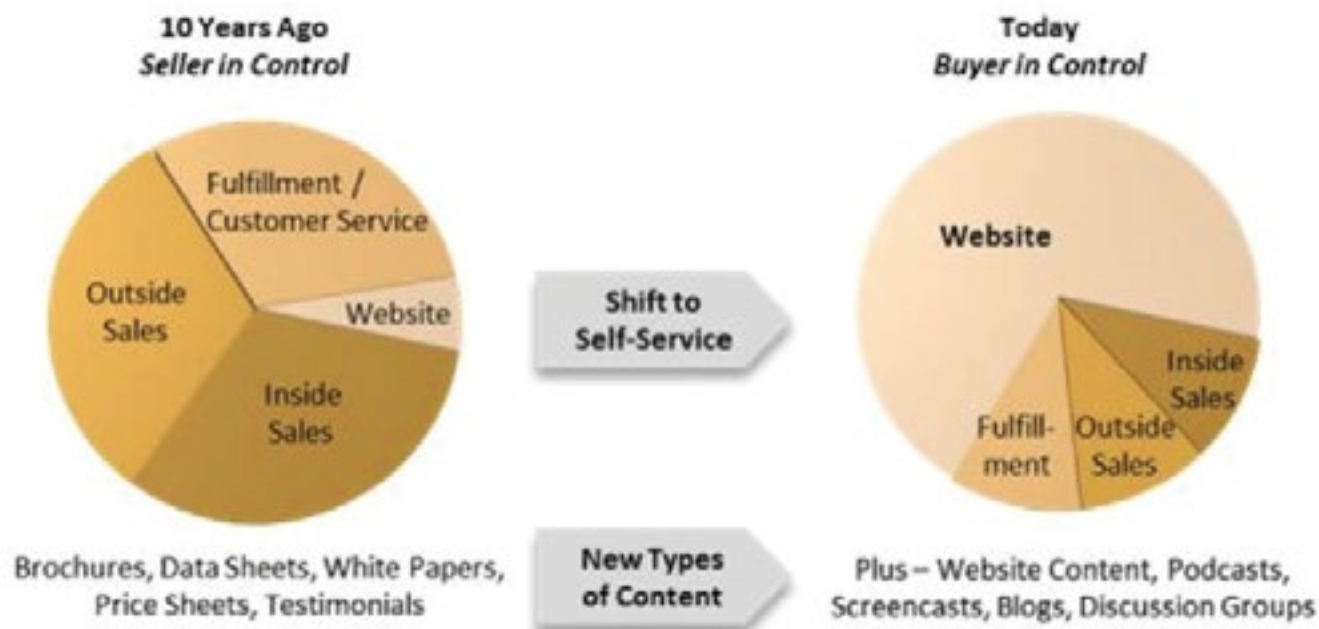 10 Years Ago
Seller in Control
Fulfillment /
Customer Service
Outside
Sales
Website
Inside
Sales
Shift to
Self-Service
Today
Buyer in Control
Website
Inside
Sales
Outside
Sales
Fulfill-
ment
Brochures, Data Sheets, White Papers,
Price Sheets, Testimonials
New Types
of Content
Plus – Website Content, Podcasts,
Screencasts, Blogs, Discussion Groups